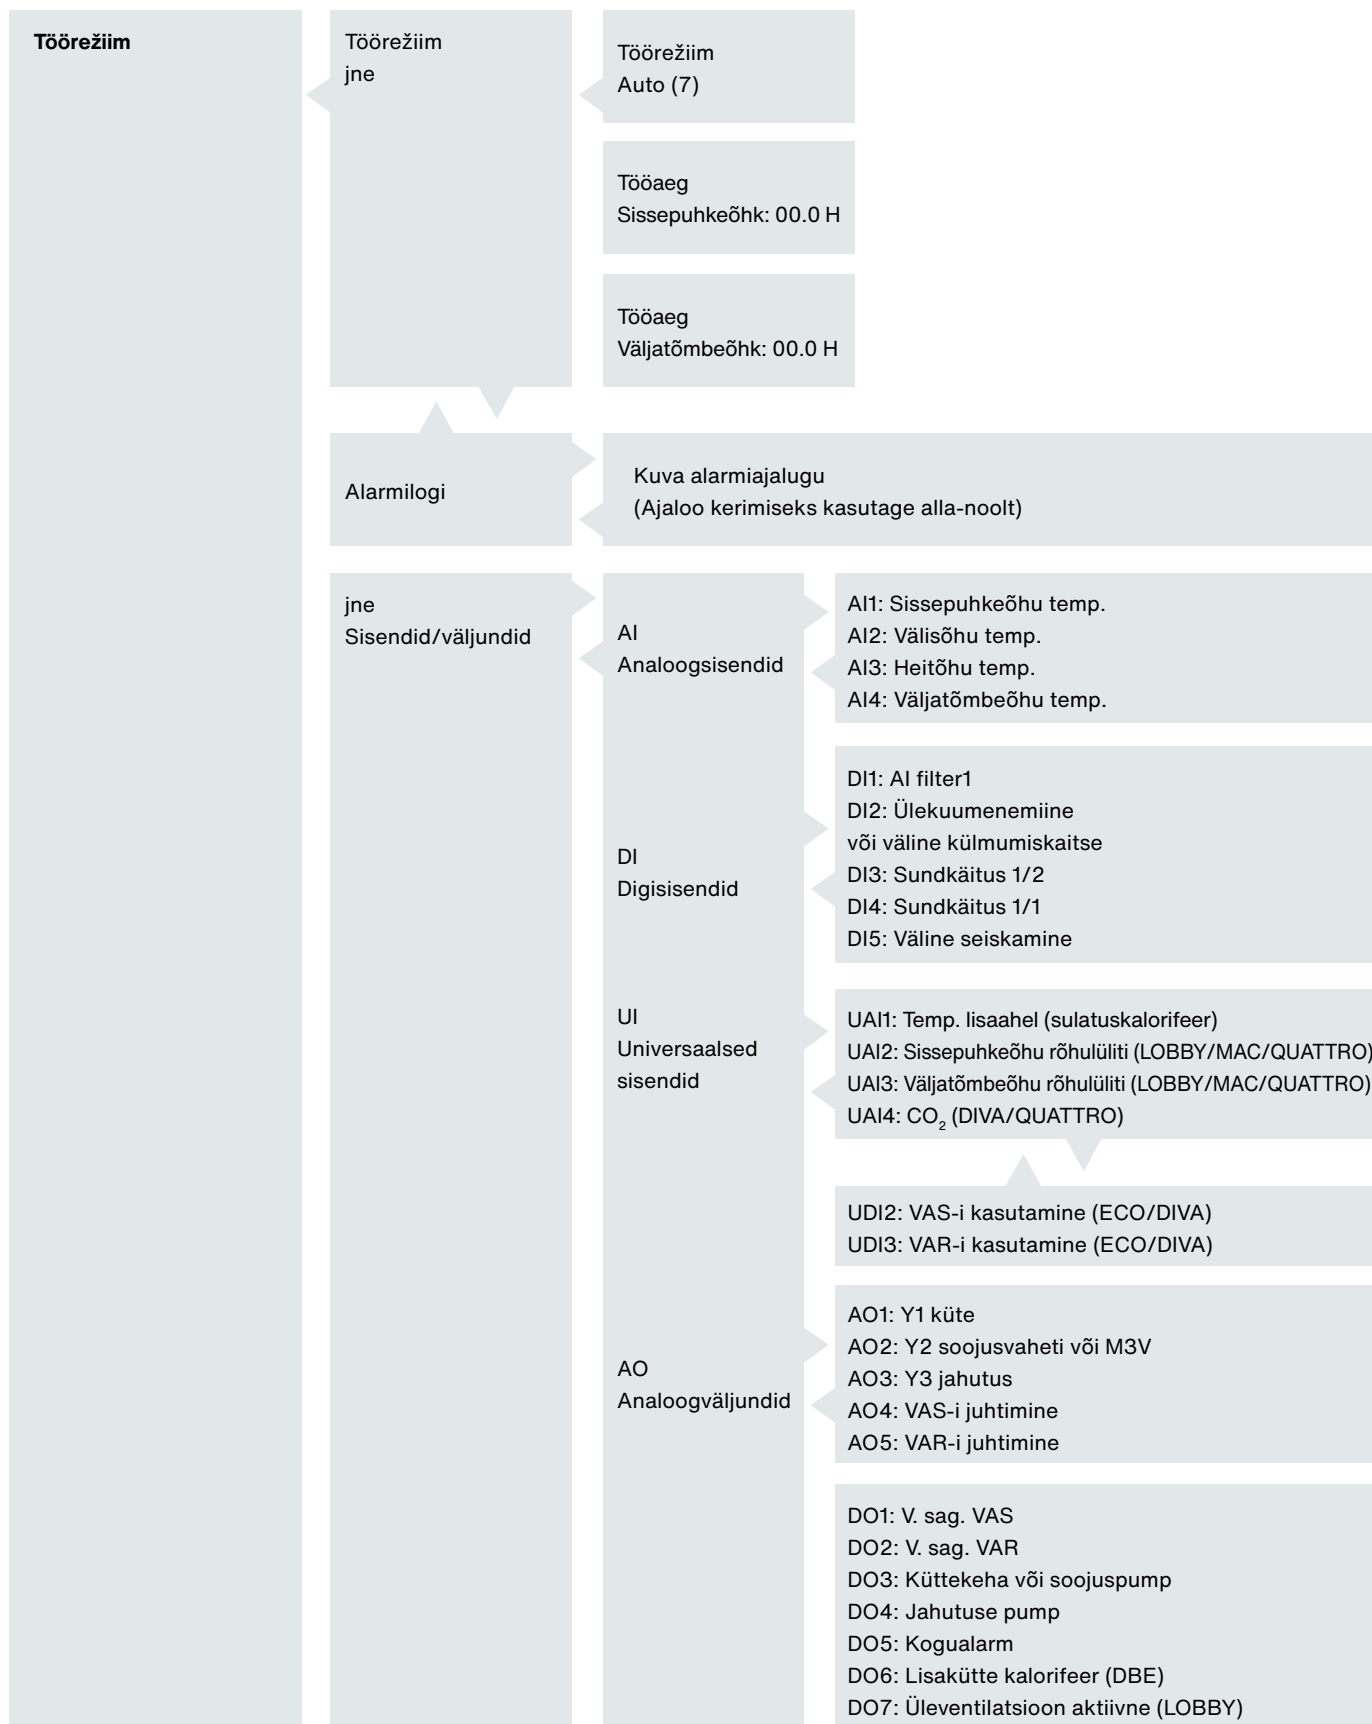 Töörežiim
Töörežiim
jne
Töörežiim
Auto (7)
Tööaeg
Sissepuhkeõhk: 00.0 H
Tööaeg
Väljatõmbeõhk: 00.0 H
Alarmilogi
Kuva alarmiajalugu
(Ajaloo kerimiseks kasutage alla-noolt)
jne
Sisendid/väljundid
AI
Analoogsisendid
AI1: Sissepuhkeõhu temp.
AI2: Välisõhu temp.
AI3: Heitõhu temp.
AI4: Väljatõmbeõhu temp.
DI
Digisisendid
DI1: AI filter1
DI2: Ülekuumenemiine
või väline külmumiskaitse
DI3: Sundkäitus 1/2
DI4: Sundkäitus 1/1
DI5: Väline seiskamine
UI
Universaalsed
sisendid
UAI1: Temp. lisaahel (sulatuskalorifeer)
UAI2: Sissepuhkeõhu rõhulüliti (LOBBY/MAC/QUATTRO)
UAI3: Väljatõmbeõhu rõhulüliti (LOBBY/MAC/QUATTRO)
UAI4: CO₂ (DIVA/QUATTRO)
UDI2: VAS-i kasutamine (ECO/DIVA)
UDI3: VAR-i kasutamine (ECO/DIVA)
AO
Analoogväljundid
AO1: Y1 küte
AO2: Y2 soojusvaheti või M3V
AO3: Y3 jahutus
AO4: VAS-i juhtimine
AO5: VAR-i juhtimine
DO1: V. sag. VAS
DO2: V. sag. VAR
DO3: Küttekeha või soojuspump
DO4: Jahutuse pump
DO5: Kogualarm
DO6: Lisakütte kalorifeer (DBE)
DO7: Üleventilatsioon aktiivne (LOBBY)